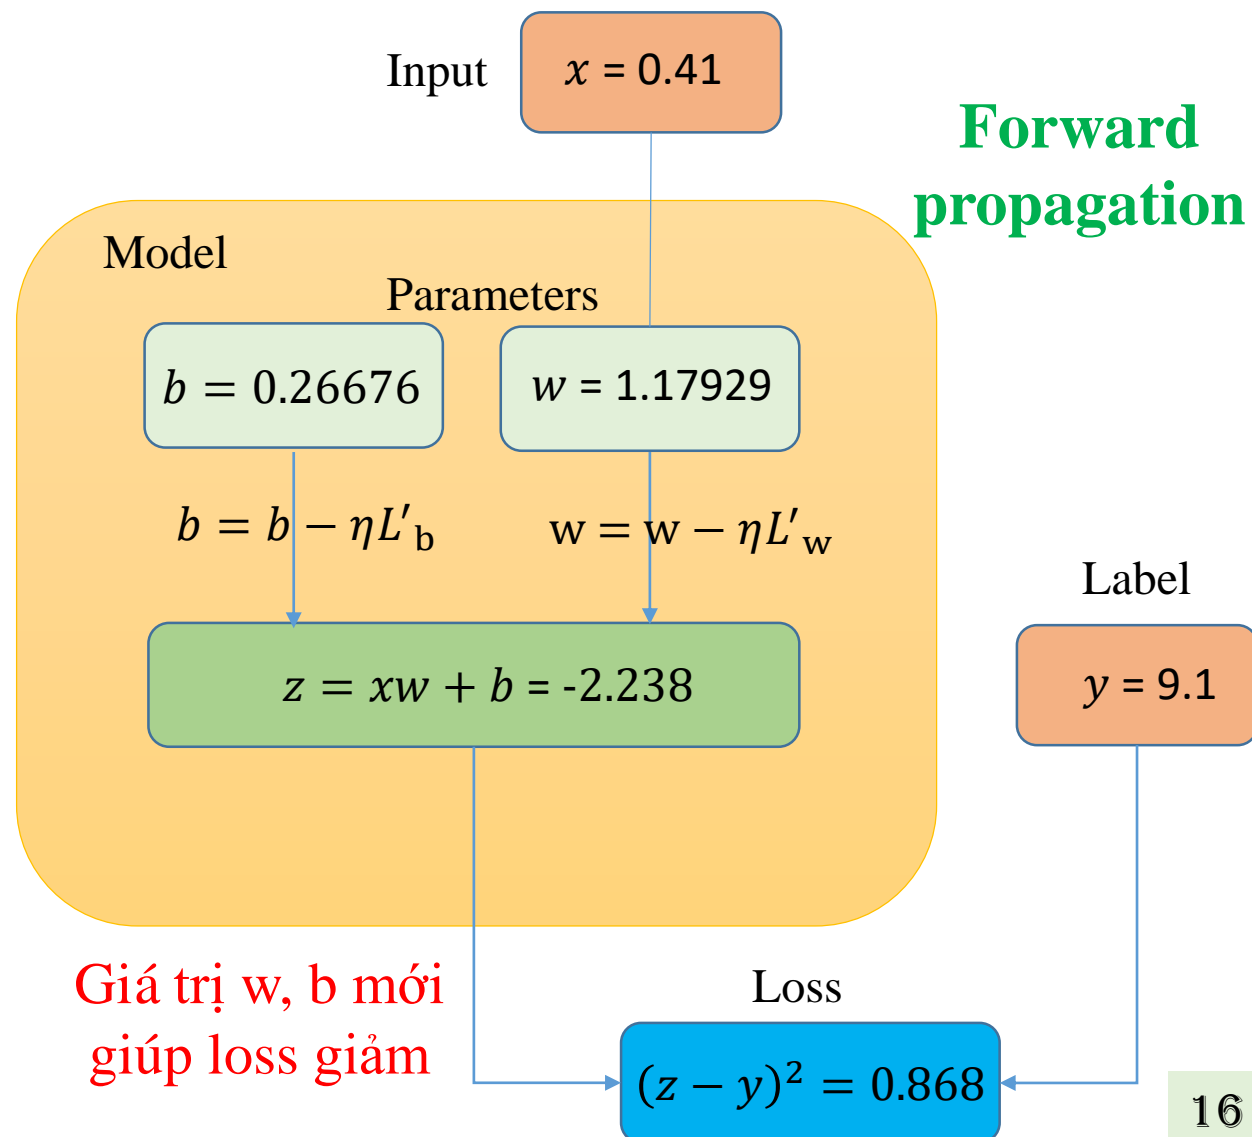 Input
x = 0.41
Forward
propagation
Model
Parameters
b = 0.26676
w = 1.17929
b = b − ηL′b
w = w − ηL′w
Label
z = xw + b = -2.238
y = 9.1
Giá trị w, b mới
giúp loss giảm
Loss
(z − y)² = 0.868
16